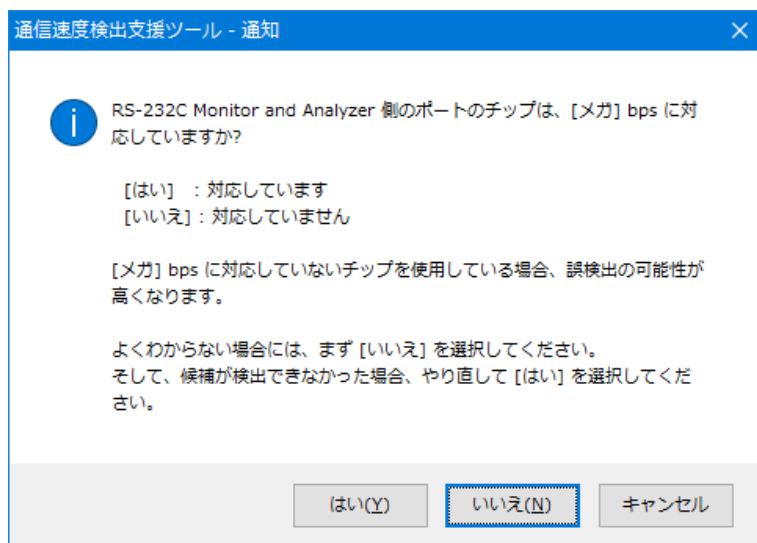 通信速度検出支援ツール - 通知
RS-232C Monitor and Analyzer 側のポートのチップは、[メガ] bps に対
応していますか?
[はい] : 対応しています
[いいえ] : 対応していません
[メガ] bps に対応していないチップを使用している場合、誤検出の可能性が
高くなります。
よくわからない場合には、まず [いいえ] を選択してください。
そして、候補が検出できなかった場合、やり直して [はい] を選択してくだ
さい。
はい(Y)
いいえ(N)
キャンセル